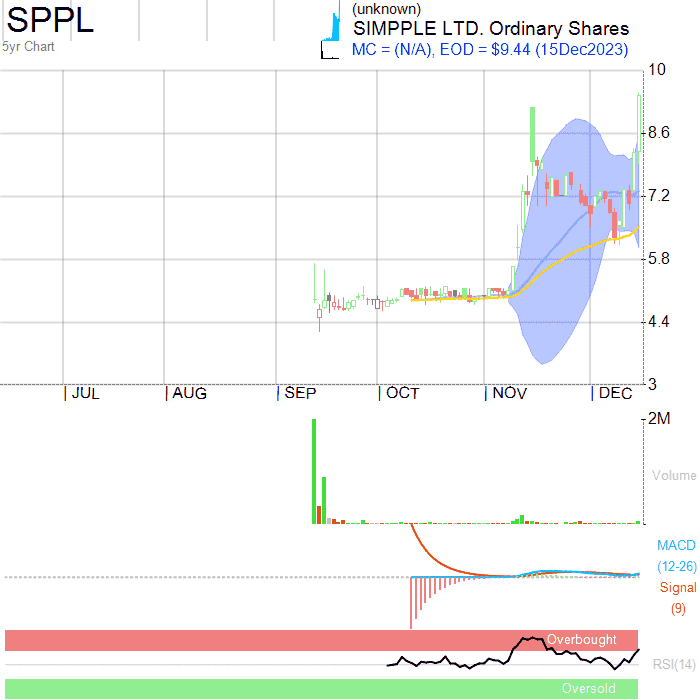 SPPL
5yr Chart
(unknown)
SIMPPLE LTD. Ordinary Shares
MC = (N/A), EOD = $9.44 (15Dec2023)
10
8.6
7.2
5.8
4.4
3
JUL AUG SEP OCT NOV DEC
2M
Volume
MACD
(12-26)
Signal
(9)
Overbought
RSI(14)
Oversold